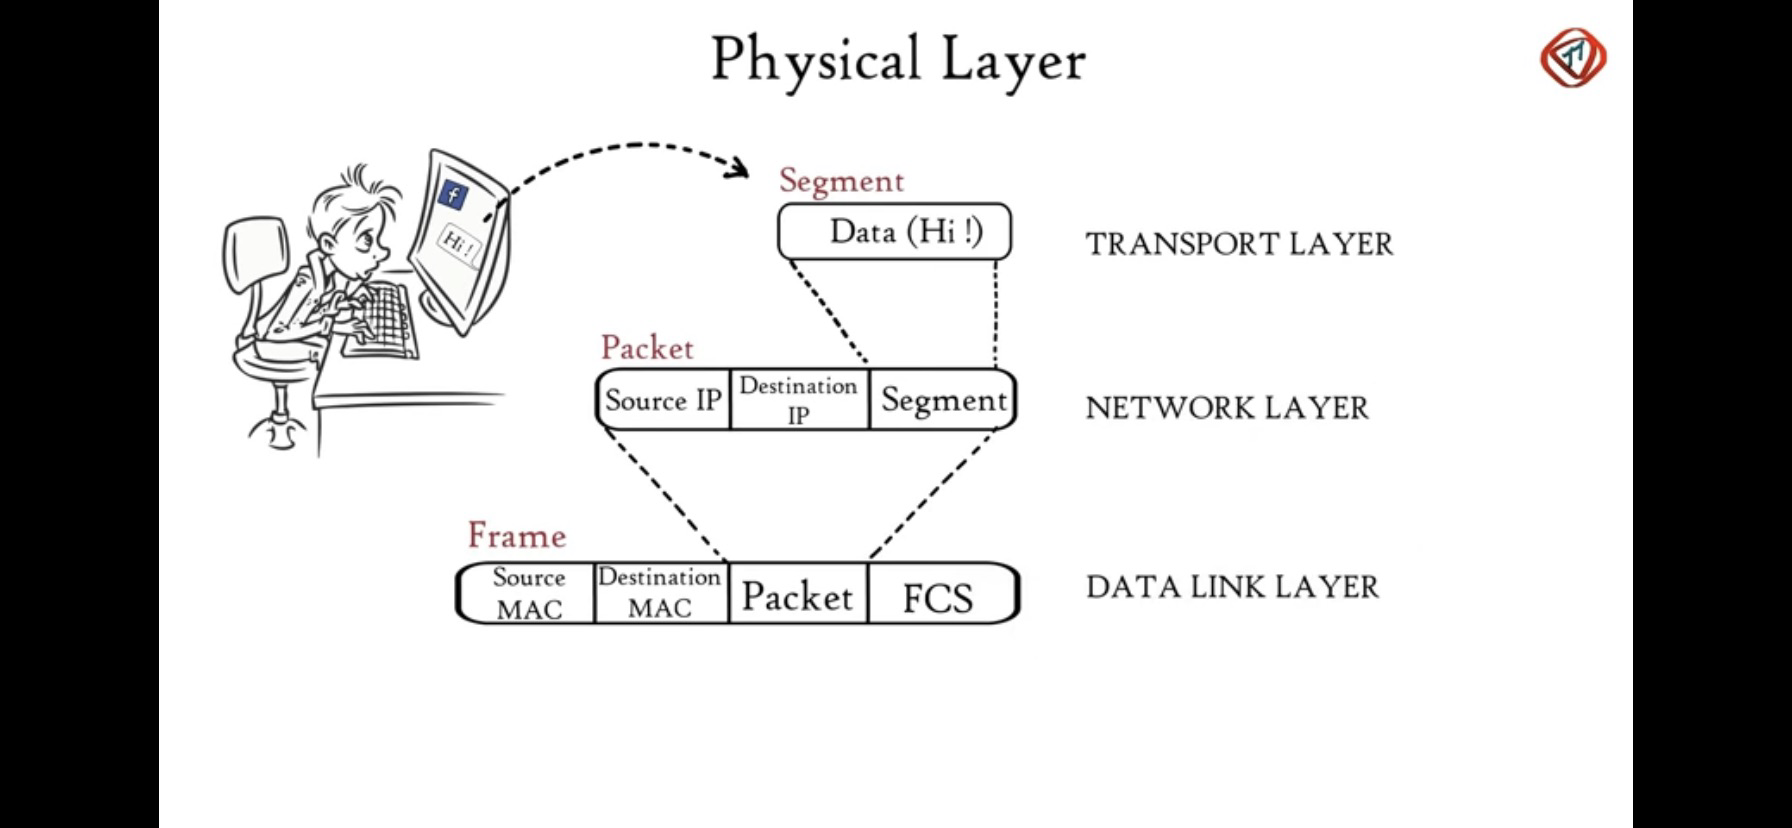 Physical Layer
Segment
Data (Hi !)
TRANSPORT LAYER
f
Hi !
Packet
Source IP
Destination
IP
Segment
NETWORK LAYER
Frame
Source
MAC
Destination
MAC
Packet
FCS
DATA LINK LAYER